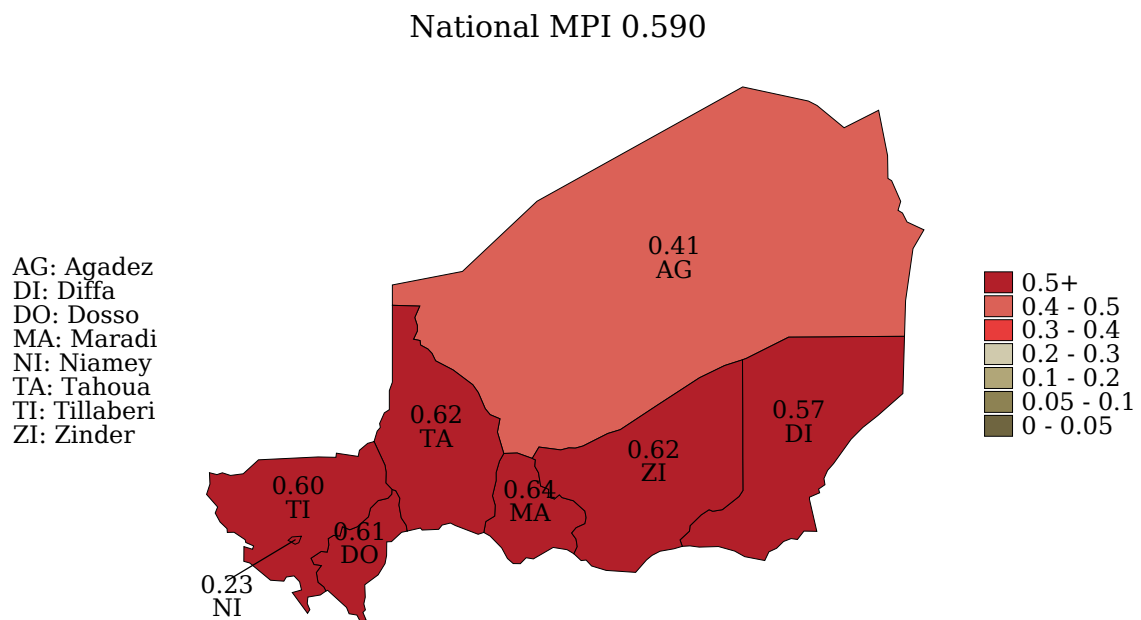 National MPI 0.590
0.41
AG
AG: Agadez
DI: Diffa
DO: Dosso
MA: Maradi
NI: Niamey
TA: Tahoua
TI: Tillaberi
ZI: Zinder
0.5+
0.4 - 0.5
0.3 - 0.4
0.2 - 0.3
0.1 - 0.2
0.05 - 0.1
0 - 0.05
0.62
TA
0.57
DI
0.62
ZI
0.60
TI
0.64
MA
0.61
DO
0.23
NI